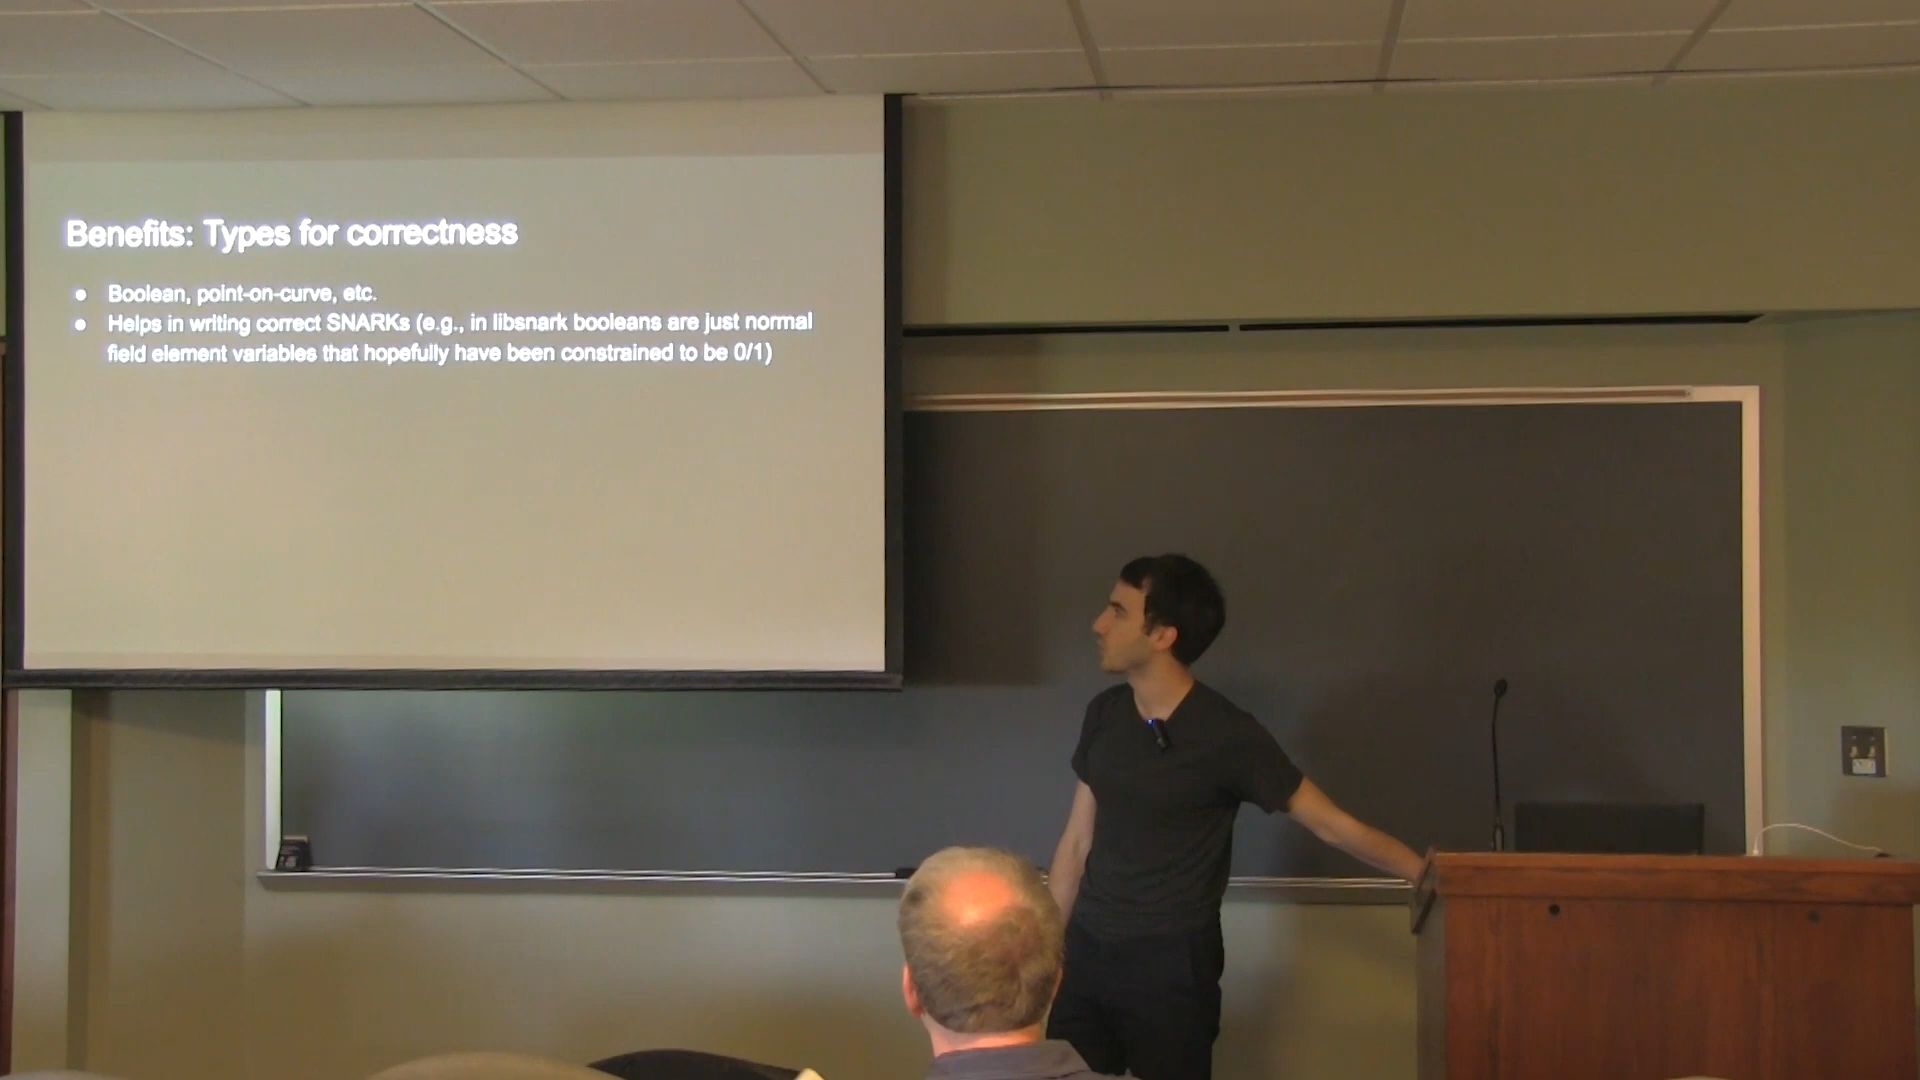 Benefits: Types for correctness
● Boolean, point-on-curve, etc.
● Helps in writing correct SNARKs (e.g., in libsnark booleans are just normal
field element variables that hopefully have been constrained to be 0/1)